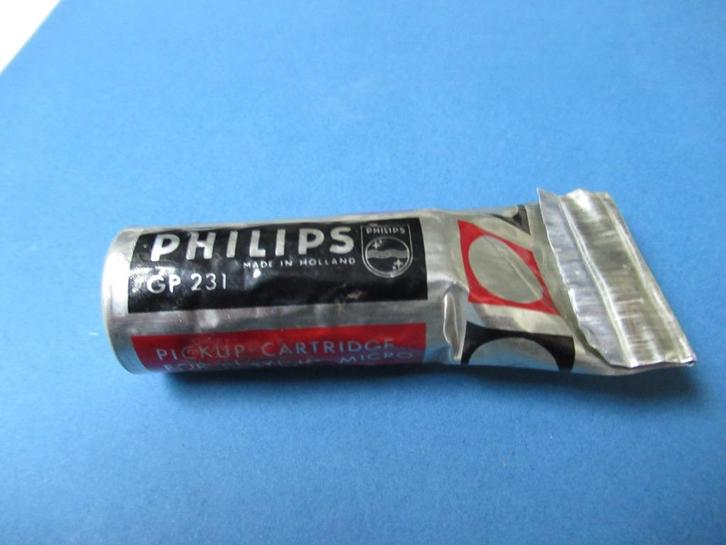 PHILIPS
MADE IN HOLLAND
PHILIPS
GP 231
PICKUP CARTRIDGE
MICRO